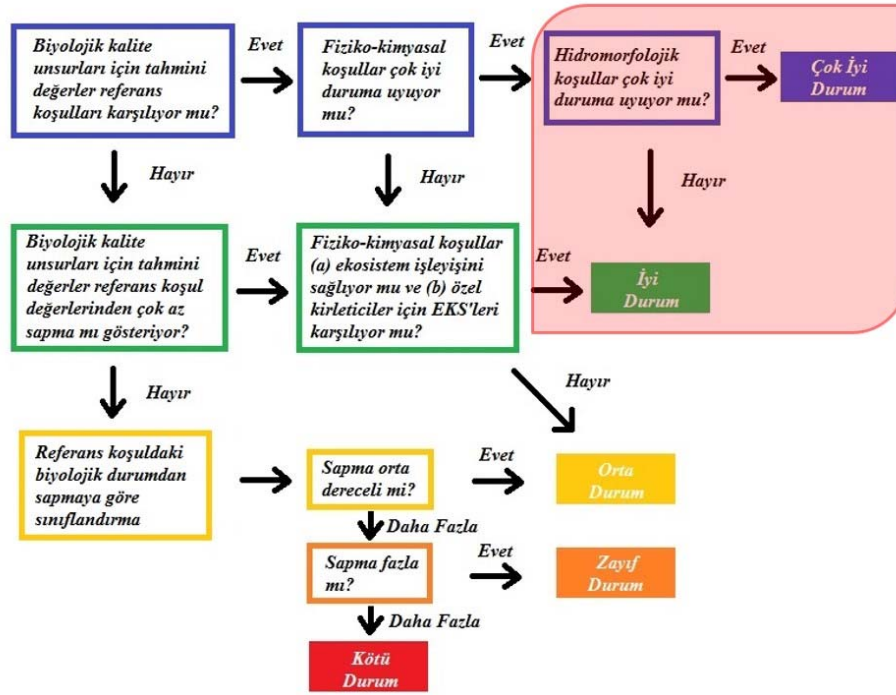 Biyolojik kalite
unsurları için tahmini
değerler referans
koşulları karşılıyor mu?
Evet
Fiziko-kimyasal
koşullar çok iyi
duruma uyuyor
mu?
Evet
Hidromorfolojik
koşullar çok iyi
duruma uyuyor mu?
Evet
Çok İyi
Durum
Hayır
Hayır
Hayır
Biyolojik kalite
unsurları için tahmini
değerler referans koşul
değerlerinden çok az
sapma mı gösteriyor?
Evet
Fiziko-kimyasal koşullar
(a) ekosistem işleyişini
sağlıyor mu ve (b) özel
kirleticiler için EKS'leri
karşılıyor mu?
Evet
İyi
Durum
Hayır
Hayır
Referans koşuldaki
biyolojik durumdan
sapmaya göre
sınıflandırma
Sapma orta
dereceli mi?
Evet
Orta
Durum
Daha Fazla
Sapma fazla
mı?
Evet
Zayıf
Durum
Daha Fazla
Kötü
Durum